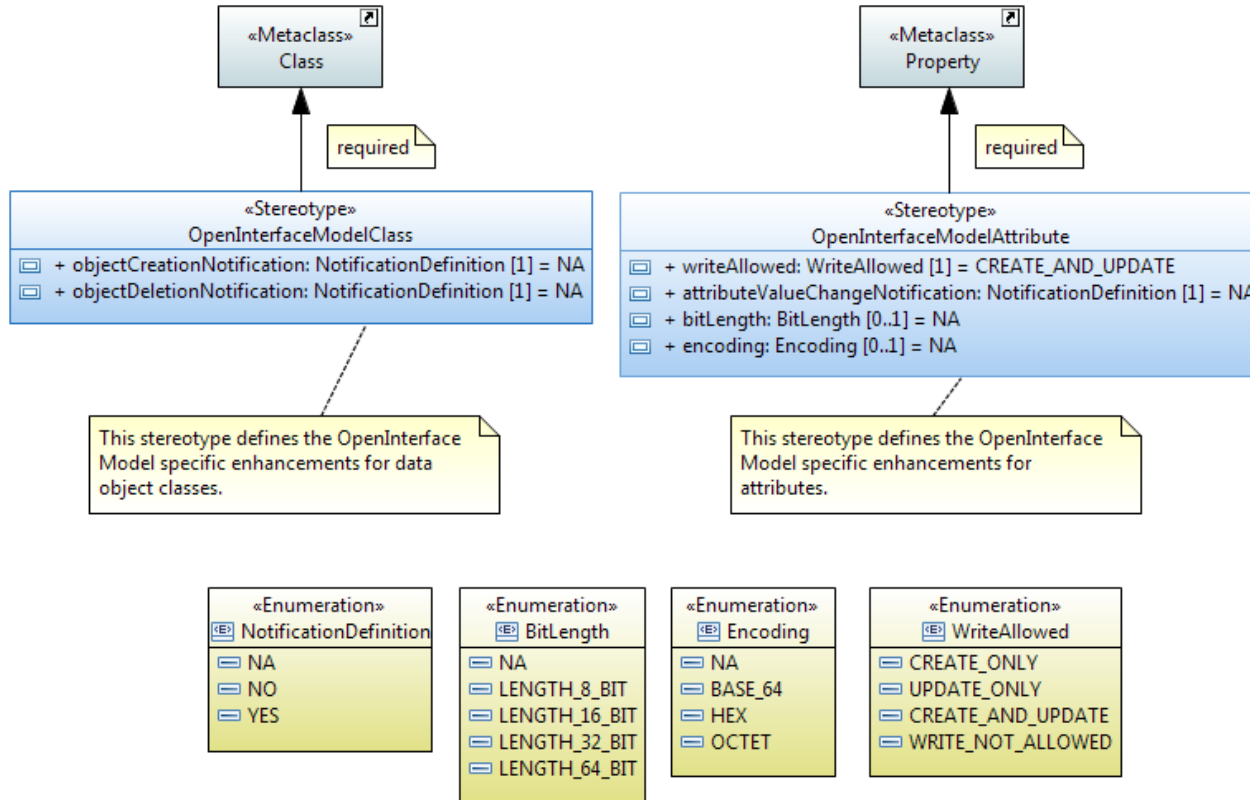 «Metaclass»
Class
«Metaclass»
Property
required
required
«Stereotype»
OpenInterfaceModelClass
+ objectCreationNotification: NotificationDefinition [1] = NA
+ objectDeletionNotification: NotificationDefinition [1] = NA
«Stereotype»
OpenInterfaceModelAttribute
+ writeAllowed: WriteAllowed [1] = CREATE_AND_UPDATE
+ attributeValueChangeNotification: NotificationDefinition [1] = NA
+ bitLength: BitLength [0..1] = NA
+ encoding: Encoding [0..1] = NA
This stereotype defines the OpenInterface
Model specific enhancements for data
object classes.
This stereotype defines the OpenInterface
Model specific enhancements for
attributes.
«Enumeration»
<E> NotificationDefinition
NA
NO
YES
«Enumeration»
<E> BitLength
NA
LENGTH_8_BIT
LENGTH_16_BIT
LENGTH_32_BIT
LENGTH_64_BIT
«Enumeration»
<E> Encoding
NA
BASE_64
HEX
OCTET
«Enumeration»
<E> WriteAllowed
CREATE_ONLY
UPDATE_ONLY
CREATE_AND_UPDATE
WRITE_NOT_ALLOWED